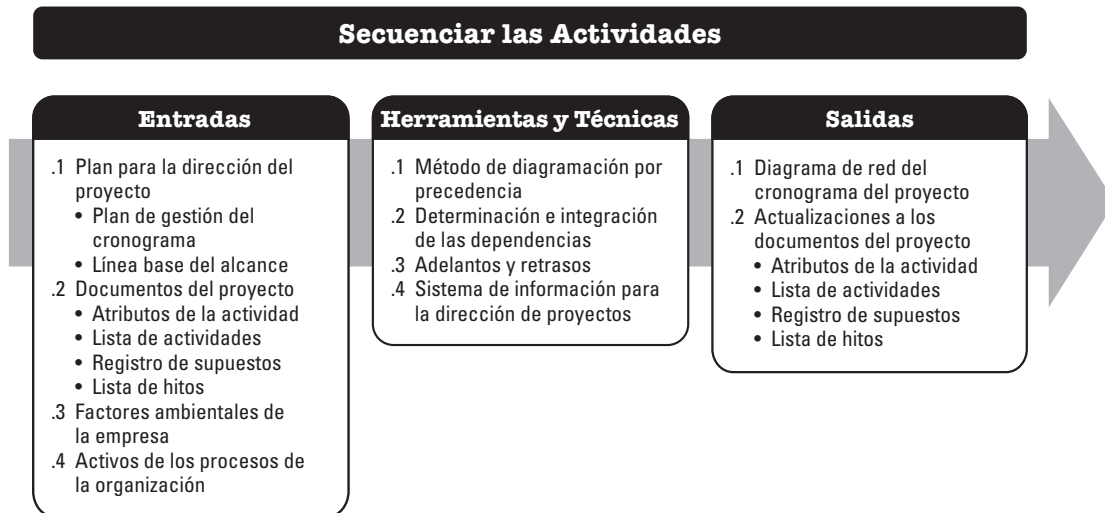 Secuenciar las Actividades
Entradas
.1 Plan para la dirección del
proyecto
• Plan de gestión del
cronograma
• Línea base del alcance
.2 Documentos del proyecto
• Atributos de la actividad
• Lista de actividades
• Registro de supuestos
• Lista de hitos
.3 Factores ambientales de
la empresa
.4 Activos de los procesos de
la organización
Herramientas y Técnicas
.1 Método de diagramación por
precedencia
.2 Determinación e integración
de las dependencias
.3 Adelantos y retrasos
.4 Sistema de información para
la dirección de proyectos
Salidas
.1 Diagrama de red del
cronograma del proyecto
.2 Actualizaciones a los
documentos del proyecto
• Atributos de la actividad
• Lista de actividades
• Registro de supuestos
• Lista de hitos